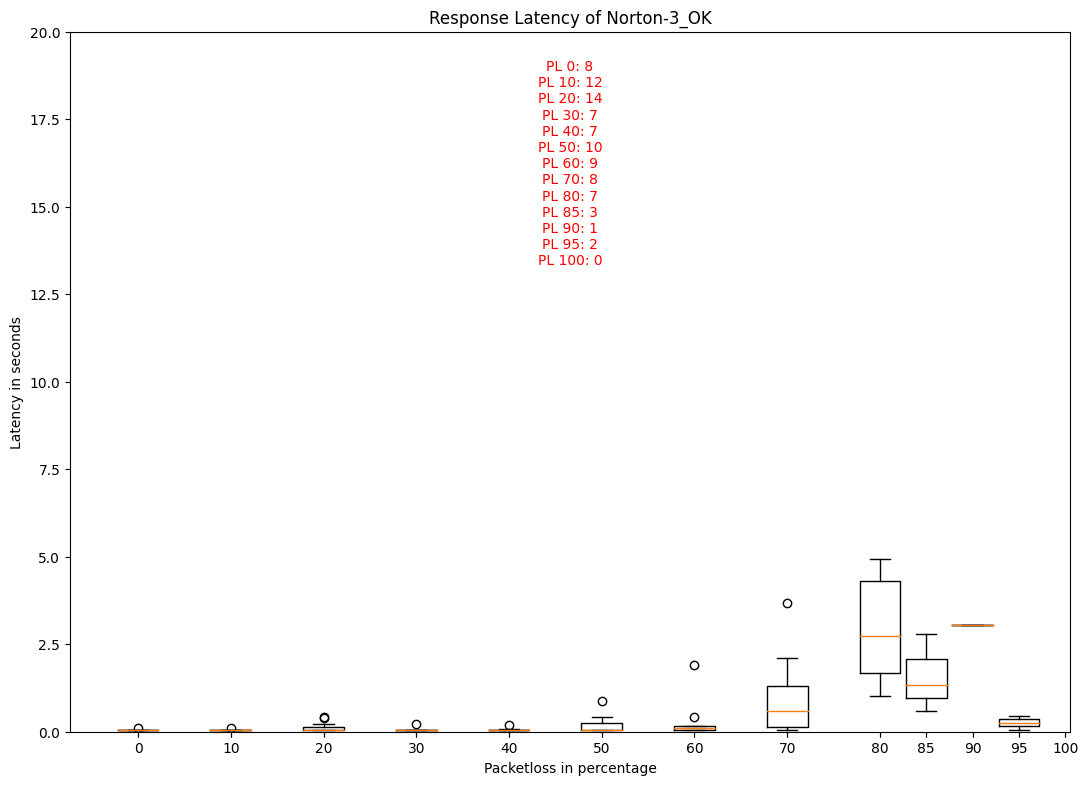 Response Latency of Norton-3_OK
20.0
17.5
15.0
12.5
10.0
7.5
5.0
2.5
0.0
Latency in seconds
PL 0: 8
PL 10: 12
PL 20: 14
PL 30: 7
PL 40: 7
PL 50: 10
PL 60: 9
PL 70: 8
PL 80: 7
PL 85: 3
PL 90: 1
PL 95: 2
PL 100: 0
0 10 20 30 40 50 60 70 80 85 90 95 100
Packetloss in percentage